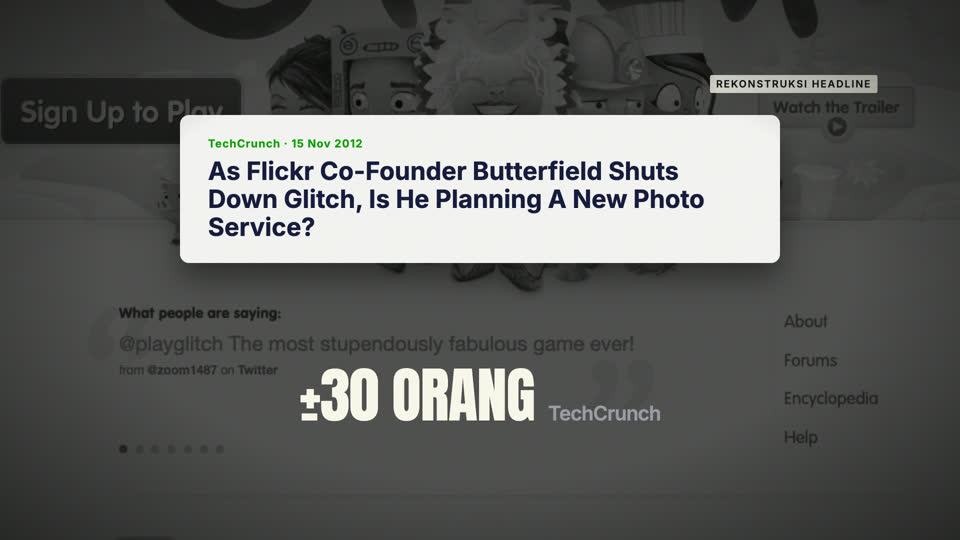 Sign Up to Play
REKONSTRUKSI HEADLINE
Watch the Trailer
TechCrunch · 15 Nov 2012
As Flickr Co-Founder Butterfield Shuts
Down Glitch, Is He Planning A New Photo
Service?
What people are saying:
@playglitch The most stupendously fabulous game ever!
from @zoom1487 on Twitter
±30 ORANG TechCrunch
About
Forums
Encyclopedia
Help